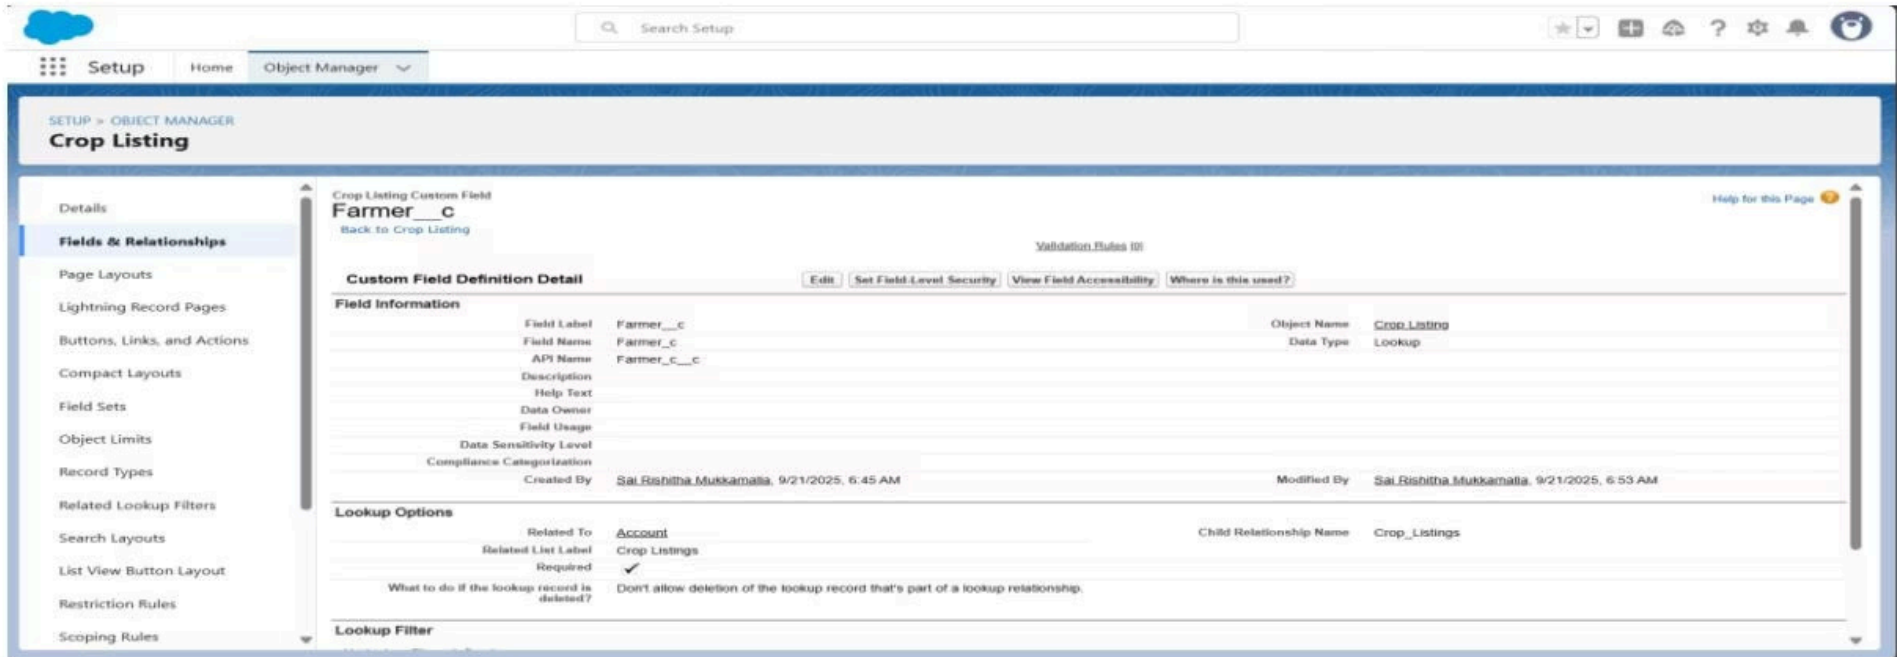 Search Setup
Setup Home Object Manager
SETUP > OBJECT MANAGER
Crop Listing
Details
Fields & Relationships
Page Layouts
Lightning Record Pages
Buttons, Links, and Actions
Compact Layouts
Field Sets
Object Limits
Record Types
Related Lookup Filters
Search Layouts
List View Button Layout
Restriction Rules
Scoping Rules
Crop Listing Custom Field
Farmer__c
Back to Crop Listing
Help for this Page
Validation Rules [0]
Custom Field Definition Detail Edit Set Field-Level Security View Field Accessibility Where is this used?
Field Information
Field Label Farmer__c Object Name Crop Listing
Field Name Farmer_c Data Type Lookup
API Name Farmer_c__c
Description
Help Text
Data Owner
Field Usage
Data Sensitivity Level
Compliance Categorization
Created By Sai Rishitha Mukkamalla, 9/21/2025, 6:45 AM Modified By Sai Rishitha Mukkamalla, 9/21/2025, 6:53 AM
Lookup Options
Related To Account Child Relationship Name Crop_Listings
Related List Label Crop Listings
Required ✓
What to do if the lookup record is deleted? Don't allow deletion of the lookup record that's part of a lookup relationship.
Lookup Filter